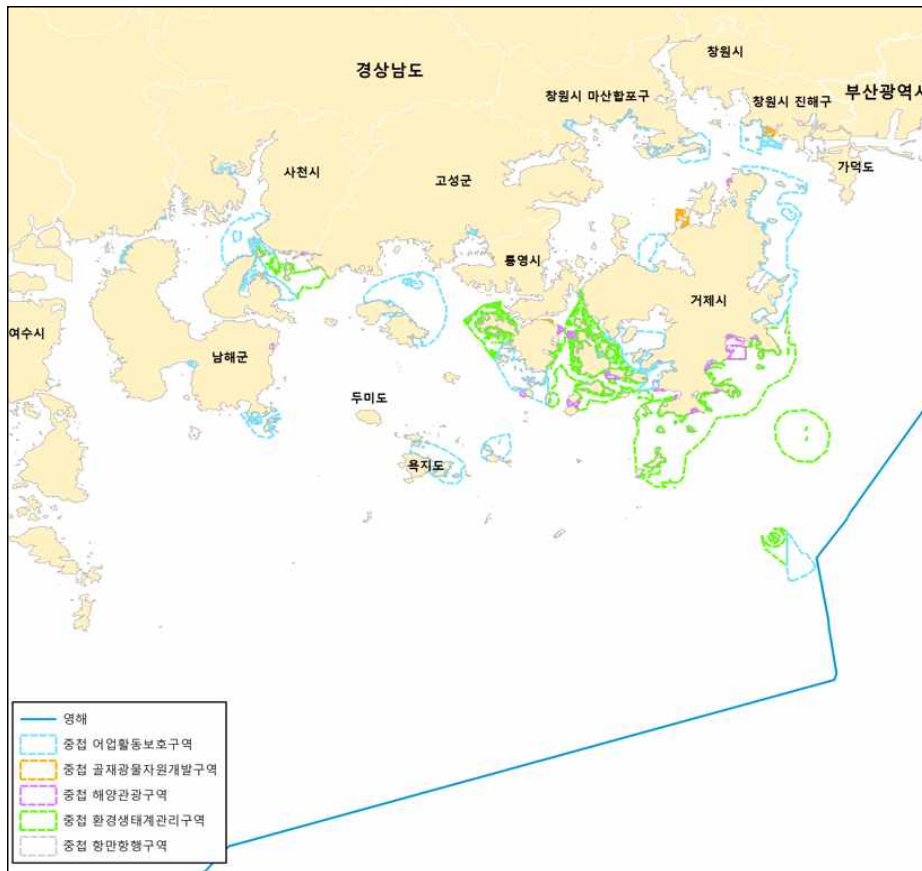 창원시
경상남도
창원시 마산합포구
창원시 진해구
부산광역시
가덕도
사천시
고성군
통영시
거제시
여수시
남해군
두미도
욕지도
영해
중첩 어업활동보호구역
중첩 골재광물자원개발구역
중첩 해양관광구역
중첩 환경생태계관리구역
중첩 항만항행구역